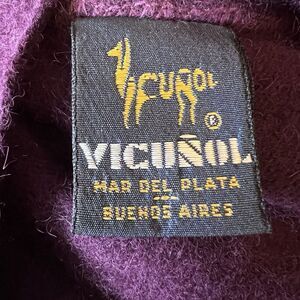 VICUÑOL
®
VICUÑOL
MAR DEL PLATA
BUENOS AIRES